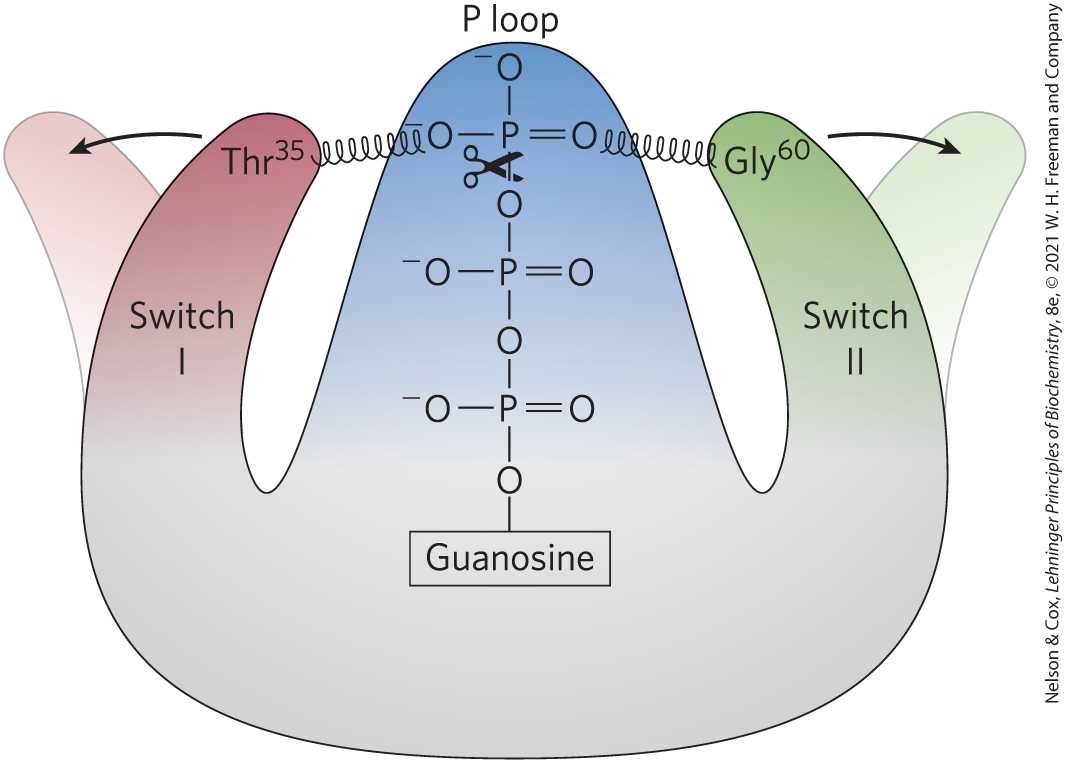 P loop
⁻O
Thr³⁵
⁻O—P=O
Gly⁶⁰
O
⁻O—P=O
Switch
I
Switch
II
O
⁻O—P=O
O
Guanosine
Nelson & Cox, Lehninger Principles of Biochemistry, 8e, © 2021 W. H. Freeman and Company